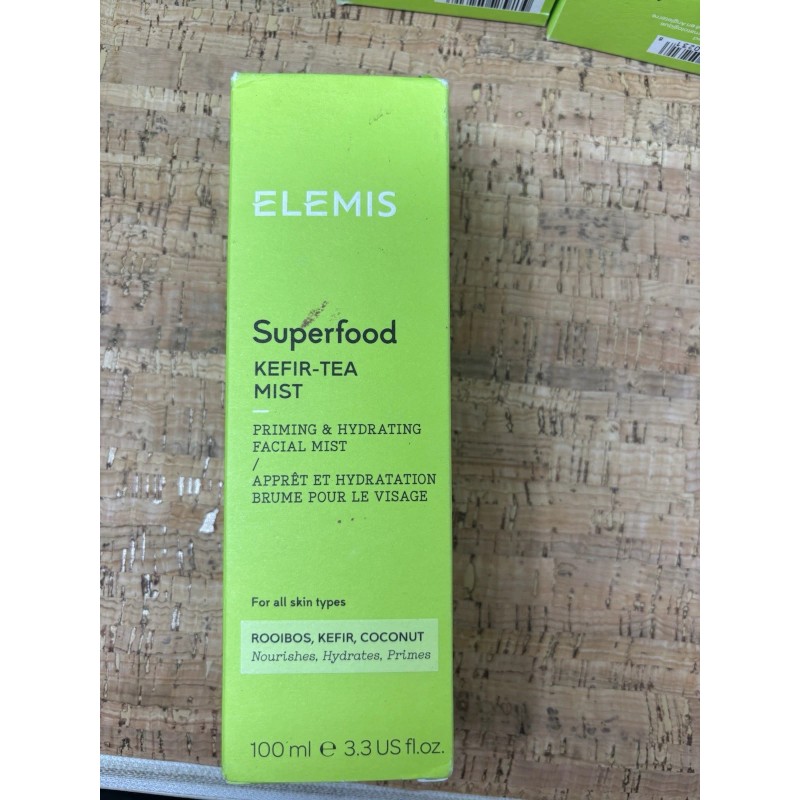 ELEMIS
Superfood
KEFIR-TEA
MIST
PRIMING & HYDRATING
FACIAL MIST
/
APPRÊT ET HYDRATATION
BRUME POUR LE VISAGE
For all skin types
ROOIBOS, KEFIR, COCONUT
Nourishes, Hydrates, Primes
100 ml e 3.3 US fl.oz.